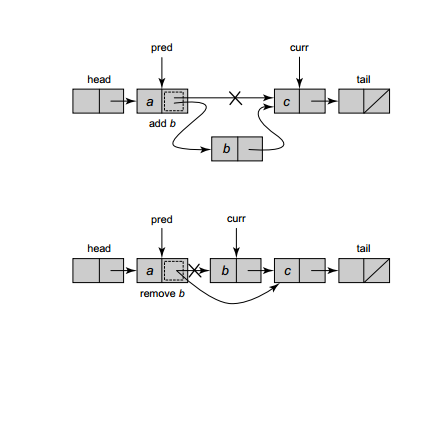 pred curr
head tail
a c
add b
b
pred curr
head tail
a b c
remove b